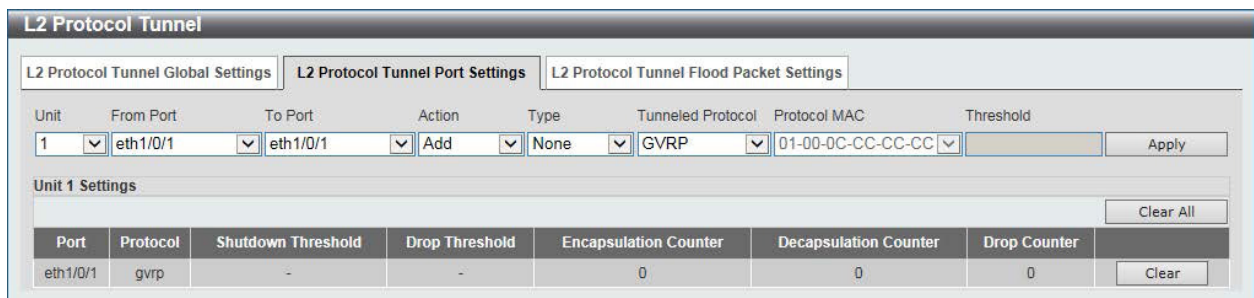 L2 Protocol Tunnel
L2 Protocol Tunnel Global Settings L2 Protocol Tunnel Port Settings L2 Protocol Tunnel Flood Packet Settings
Unit From Port To Port Action Type Tunneled Protocol Protocol MAC Threshold
1 eth1/0/1 eth1/0/1 Add None GVRP 01-00-0C-CC-CC-CC Apply
Unit 1 Settings
Clear All
Port Protocol Shutdown Threshold Drop Threshold Encapsulation Counter Decapsulation Counter Drop Counter
eth1/0/1 gvrp - - 0 0 0 Clear